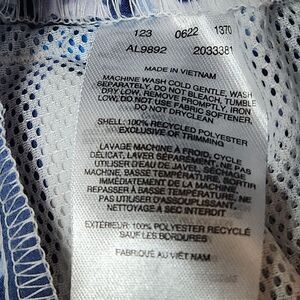 123 0622 1370
AL9892 2033381
MADE IN VIETNAM
MACHINE WASH COLD GENTLE, WASH
SEPARATELY, DO NOT BLEACH, TUMBLE
DRY LOW, REMOVE PROMPTLY, IRON
LOW, DO NOT USE FABRIC SOFTENER,
DO NOT DRYCLEAN
SHELL: 100% RECYCLED POLYESTER
EXCLUSIVE OF TRIMMING
LAVAGE MACHINE À FROID, CYCLE
DÉLICAT, LAVER SÉPARÉMENT, PAS
D'UTILISER D'EAU DE JAVEL, SÉCHAGE
MACHINE, BASSE TEMPÉRATURE, SORTIR
IMMÉDIATEMENT DE LA MACHINE,
REPASSER À BASSE TEMPÉRATURE, NE
PAS UTILISER D'ASSOUPLISSANT,
NETTOYAGE À SEC INTERDIT
EXTÉRIEUR: 100% POLYESTER RECYCLÉ
SAUF LES BORDURES
FABRIQUÉ AU VIÊT NAM